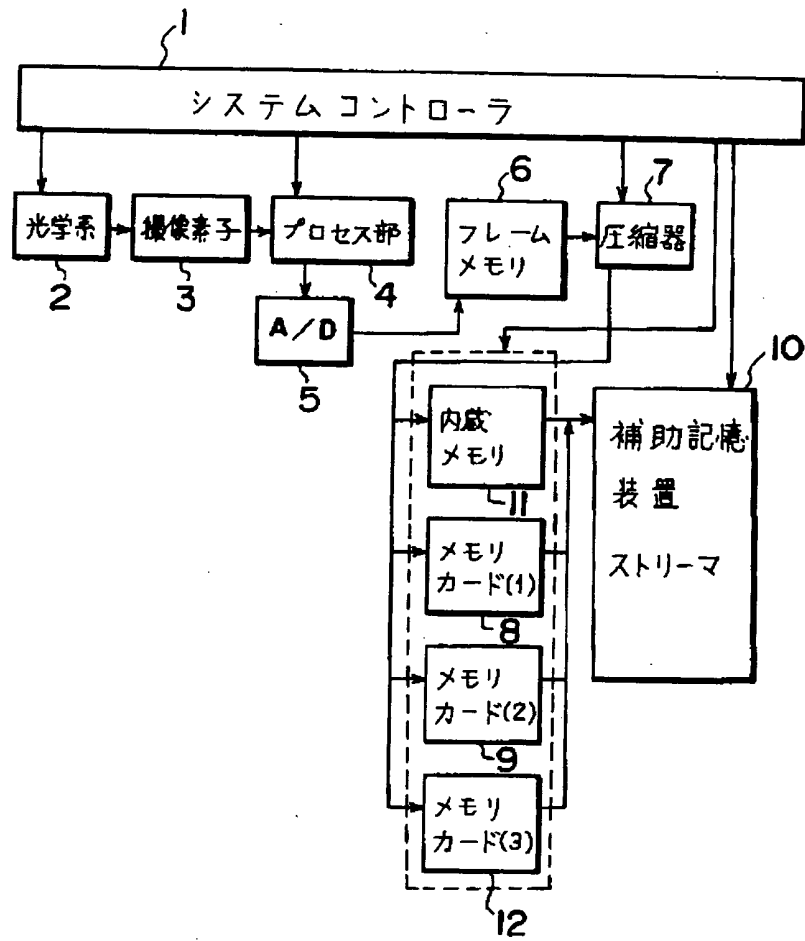 1
システムコントローラ
光学系
2
撮像素子
3
プロセス部
4
A/D
5
6
フレーム
メモリ
7
圧縮器
10
補助記憶
装置
ストリーマ
内蔵
メモリ
11
メモリ
カード(1)
8
メモリ
カード(2)
9
メモリ
カード(3)
12